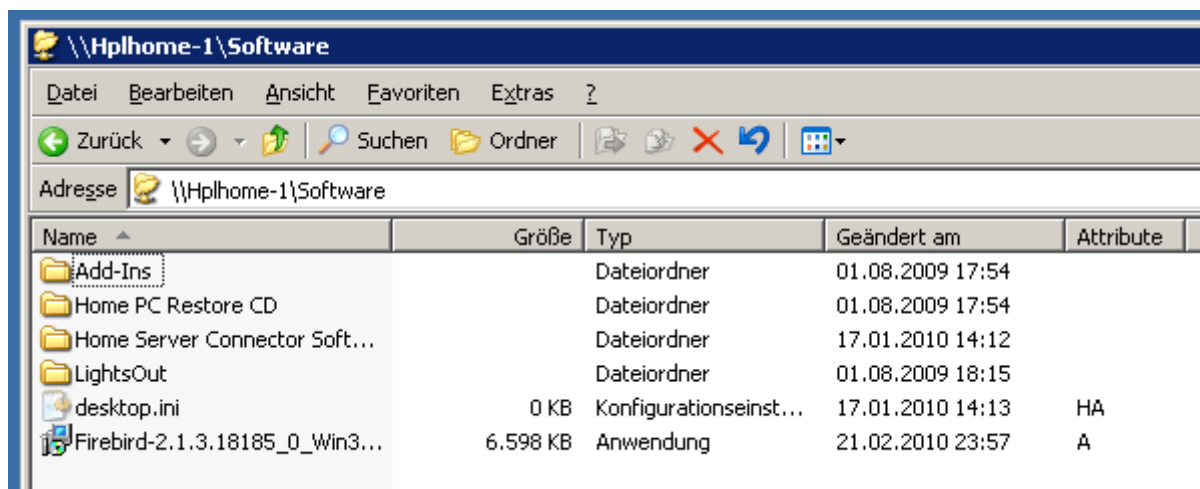 \\Hplhome-1\Software
Datei Bearbeiten Ansicht Favoriten Extras ?
Zurück Suchen Ordner
Adresse \\Hplhome-1\Software
Name Größe Typ Geändert am Attribute
Add-Ins Dateiordner 01.08.2009 17:54
Home PC Restore CD Dateiordner 01.08.2009 17:54
Home Server Connector Soft... Dateiordner 17.01.2010 14:12
LightsOut Dateiordner 01.08.2009 18:15
desktop.ini 0 KB Konfigurationseinst... 17.01.2010 14:13 HA
Firebird-2.1.3.18185_0_Win3... 6.598 KB Anwendung 21.02.2010 23:57 A